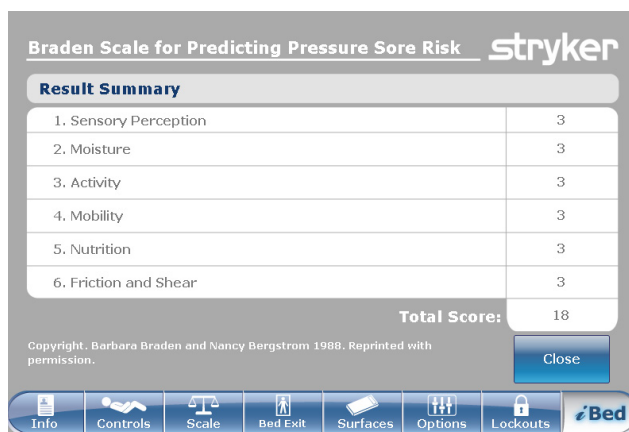 Braden Scale for Predicting Pressure Sore Risk stryker
Result Summary
1. Sensory Perception 3
2. Moisture 3
3. Activity 3
4. Mobility 3
5. Nutrition 3
6. Friction and Shear 3
Total Score: 18
Copyright. Barbara Braden and Nancy Bergstrom 1988. Reprinted with
permission.
Close
Info Controls Scale Bed Exit Surfaces Options Lockouts iBed